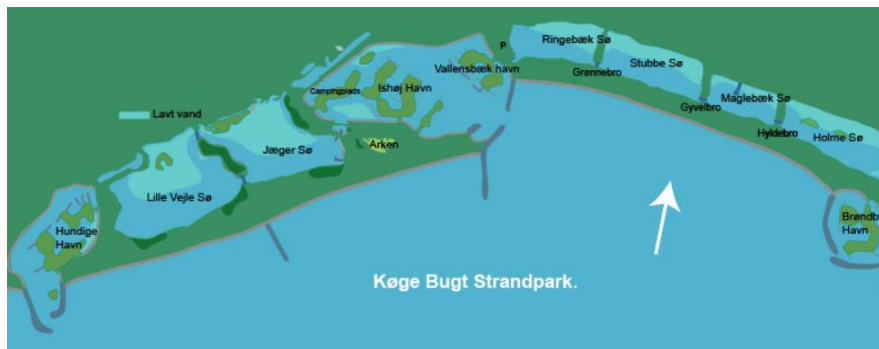 P
Ringebæk Sø
Stubbe Sø
Grønnebro
Vallensbæk havn
Campingplads
Ishøj Havn
Maglebæk Sø
Gyvelbro
Hyldebro
Holme Sø
Lavt vand
Jæger Sø
Arken
Lille Vejle Sø
Hundige
Havn
Brøndb
Havn
Køge Bugt Strandpark.